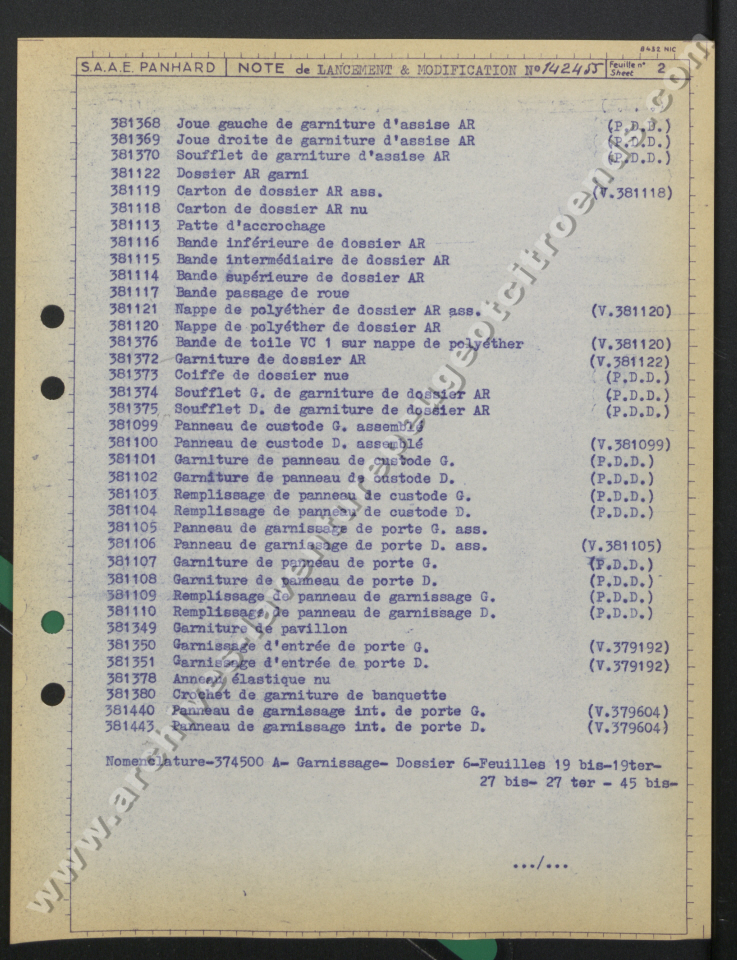 8432 NIC
S.A.A.E. PANHARD NOTE de LANCEMENT & MODIFICATION N° 142455 Feuille n° Sheet 2
381368 Joue gauche de garniture d'assise AR (P.D.D.)
381369 Joue droite de garniture d'assise AR (P.D.D.)
381370 Soufflet de garniture d'assise AR (P.D.D.)
381122 Dossier AR garni
381119 Carton de dossier AR ass. (V.381118)
381118 Carton de dossier AR nu
381113 Patte d'accrochage
381116 Bande inférieure de dossier AR
381115 Bande intermédiaire de dossier AR
381114 Bande supérieure de dossier AR
381117 Bande passage de roue
381121 Nappe de polyéther de dossier AR ass. (V.381120)
381120 Nappe de polyéther de dossier AR
381376 Bande de toile VC 1 sur nappe de polyéther (V.381120)
381372 Garniture de dossier AR (V.381122)
381373 Coiffe de dossier nue (P.D.D.)
381374 Soufflet G. de garniture de dossier AR (P.D.D.)
381375 Soufflet D. de garniture de dossier AR (P.D.D.)
381099 Panneau de custode G. assemblé
381100 Panneau de custode D. assemblé (V.381099)
381101 Garniture de panneau de custode G. (P.D.D.)
381102 Garniture de panneau de custode D. (P.D.D.)
381103 Remplissage de panneau de custode G. (P.D.D.)
381104 Remplissage de panneau de custode D. (P.D.D.)
381105 Panneau de garnissage de porte G. ass.
381106 Panneau de garnissage de porte D. ass. (V.381105)
381107 Garniture de panneau de porte G. (P.D.D.)
381108 Garniture de panneau de porte D. (P.D.D.)
381109 Remplissage de panneau de garnissage G. (P.D.D.)
381110 Remplissage de panneau de garnissage D. (P.D.D.)
381349 Garniture de pavillon
381350 Garnissage d'entrée de porte G. (V.379192)
381351 Garnissage d'entrée de porte D. (V.379192)
381378 Anneau élastique nu
381380 Crochet de garniture de banquette
381440 Panneau de garnissage int. de porte G. (V.379604)
381443 Panneau de garnissage int. de porte D. (V.379604)
Nomenclature-374500 A- Garnissage- Dossier 6-Feuilles 19 bis-19ter-
27 bis- 27 ter - 45 bis-
.../...
www.archives-laventurepeugeotcitroends.com